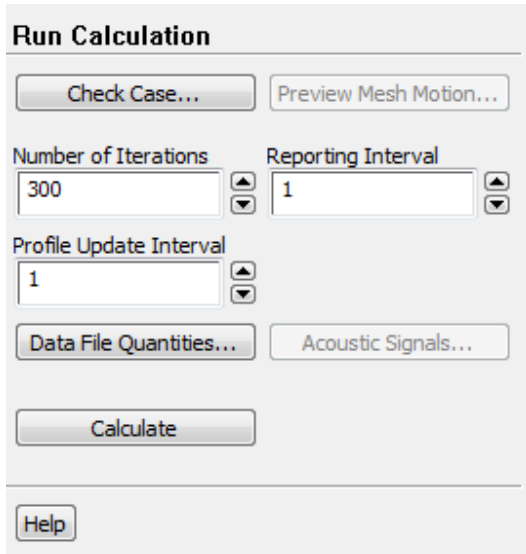 Run Calculation
Check Case... Preview Mesh Motion...
Number of Iterations Reporting Interval
300 1
Profile Update Interval
1
Data File Quantities... Acoustic Signals...
Calculate
Help